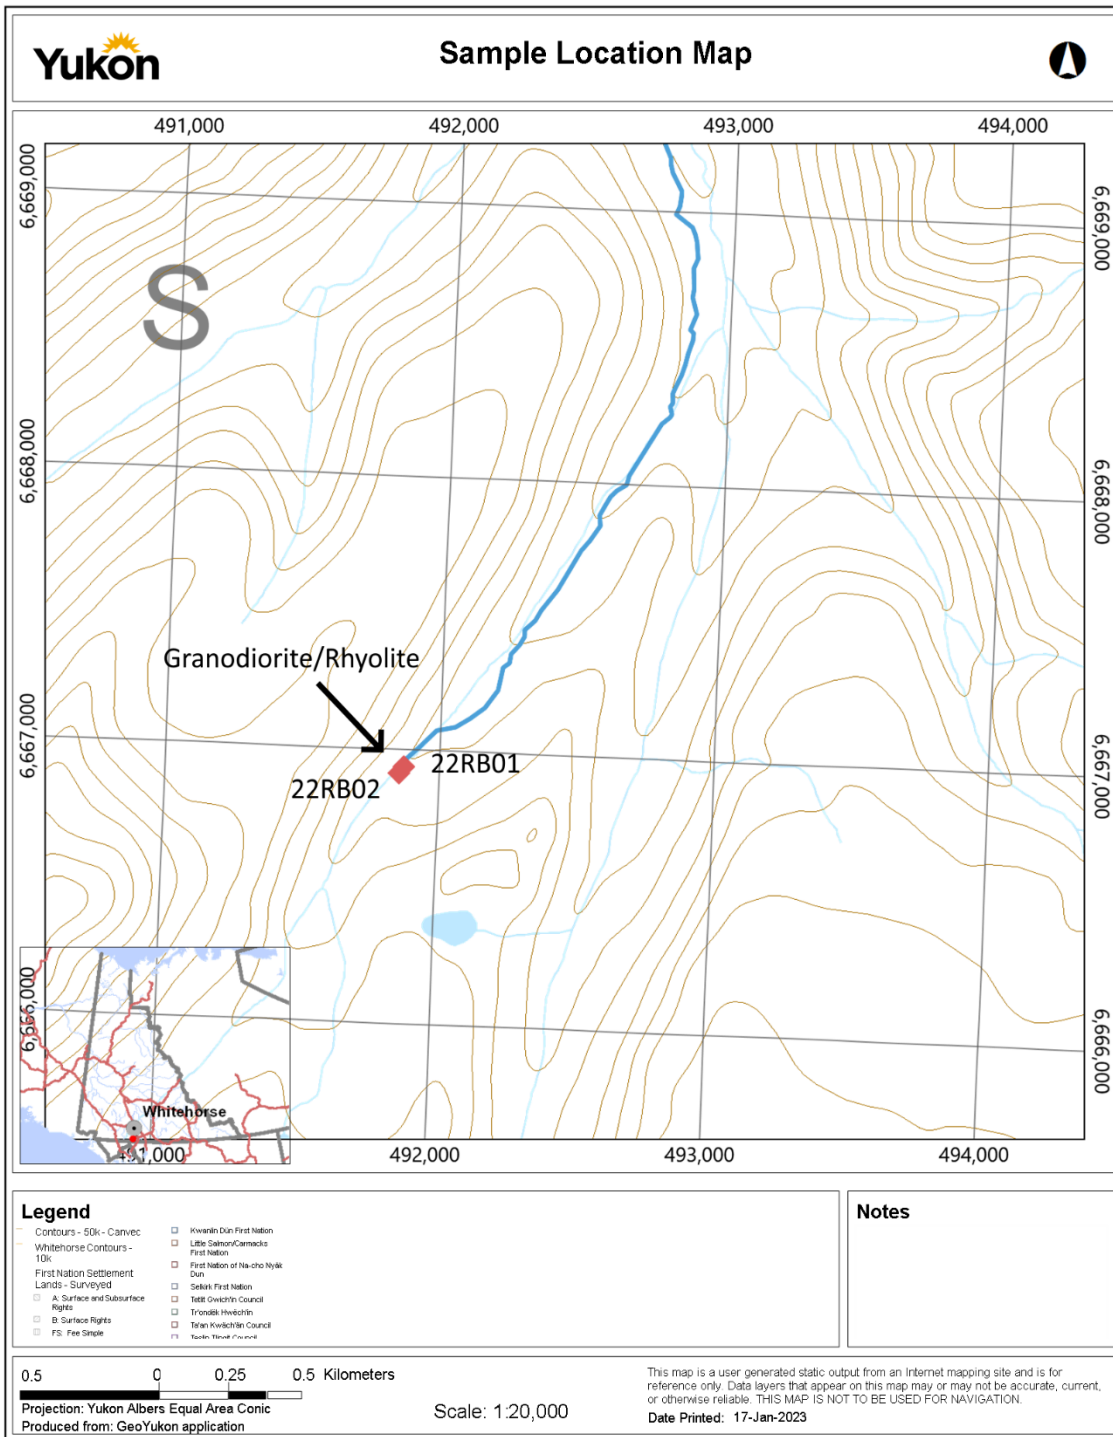 Yukon
Sample Location Map
491,000 492,000 493,000 494,000
6,669,000
6,669,000
S
6,668,000
6,668,000
Granodiorite/Rhyolite
6,667,000
22RB01
22RB02
6,667,000
6,666,000
6,666,000
Whitehorse
491,000 492,000 493,000 494,000
Legend
Contours - 50k - Canvec
Whitehorse Contours -
10k
First Nation Settlement
Lands - Surveyed
A: Surface and Subsurface
Rights
B: Surface Rights
FS: Fee Simple
Kwanlin Dün First Nation
Little Salmon/Carmacks
First Nation
First Nation of Na-cho Nyäk
Dun
Selkirk First Nation
Tetlit Gwich'in Council
Tr'ondëk Hwëch'in
Ta'an Kwäch'än Council
Teslin Tlingit Council
Notes
0.5 0 0.25 0.5 Kilometers
Projection: Yukon Albers Equal Area Conic
Produced from: GeoYukon application
Scale: 1:20,000
This map is a user generated static output from an Internet mapping site and is for
reference only. Data layers that appear on this map may or may not be accurate, current,
or otherwise reliable. THIS MAP IS NOT TO BE USED FOR NAVIGATION.
Date Printed: 17-Jan-2023